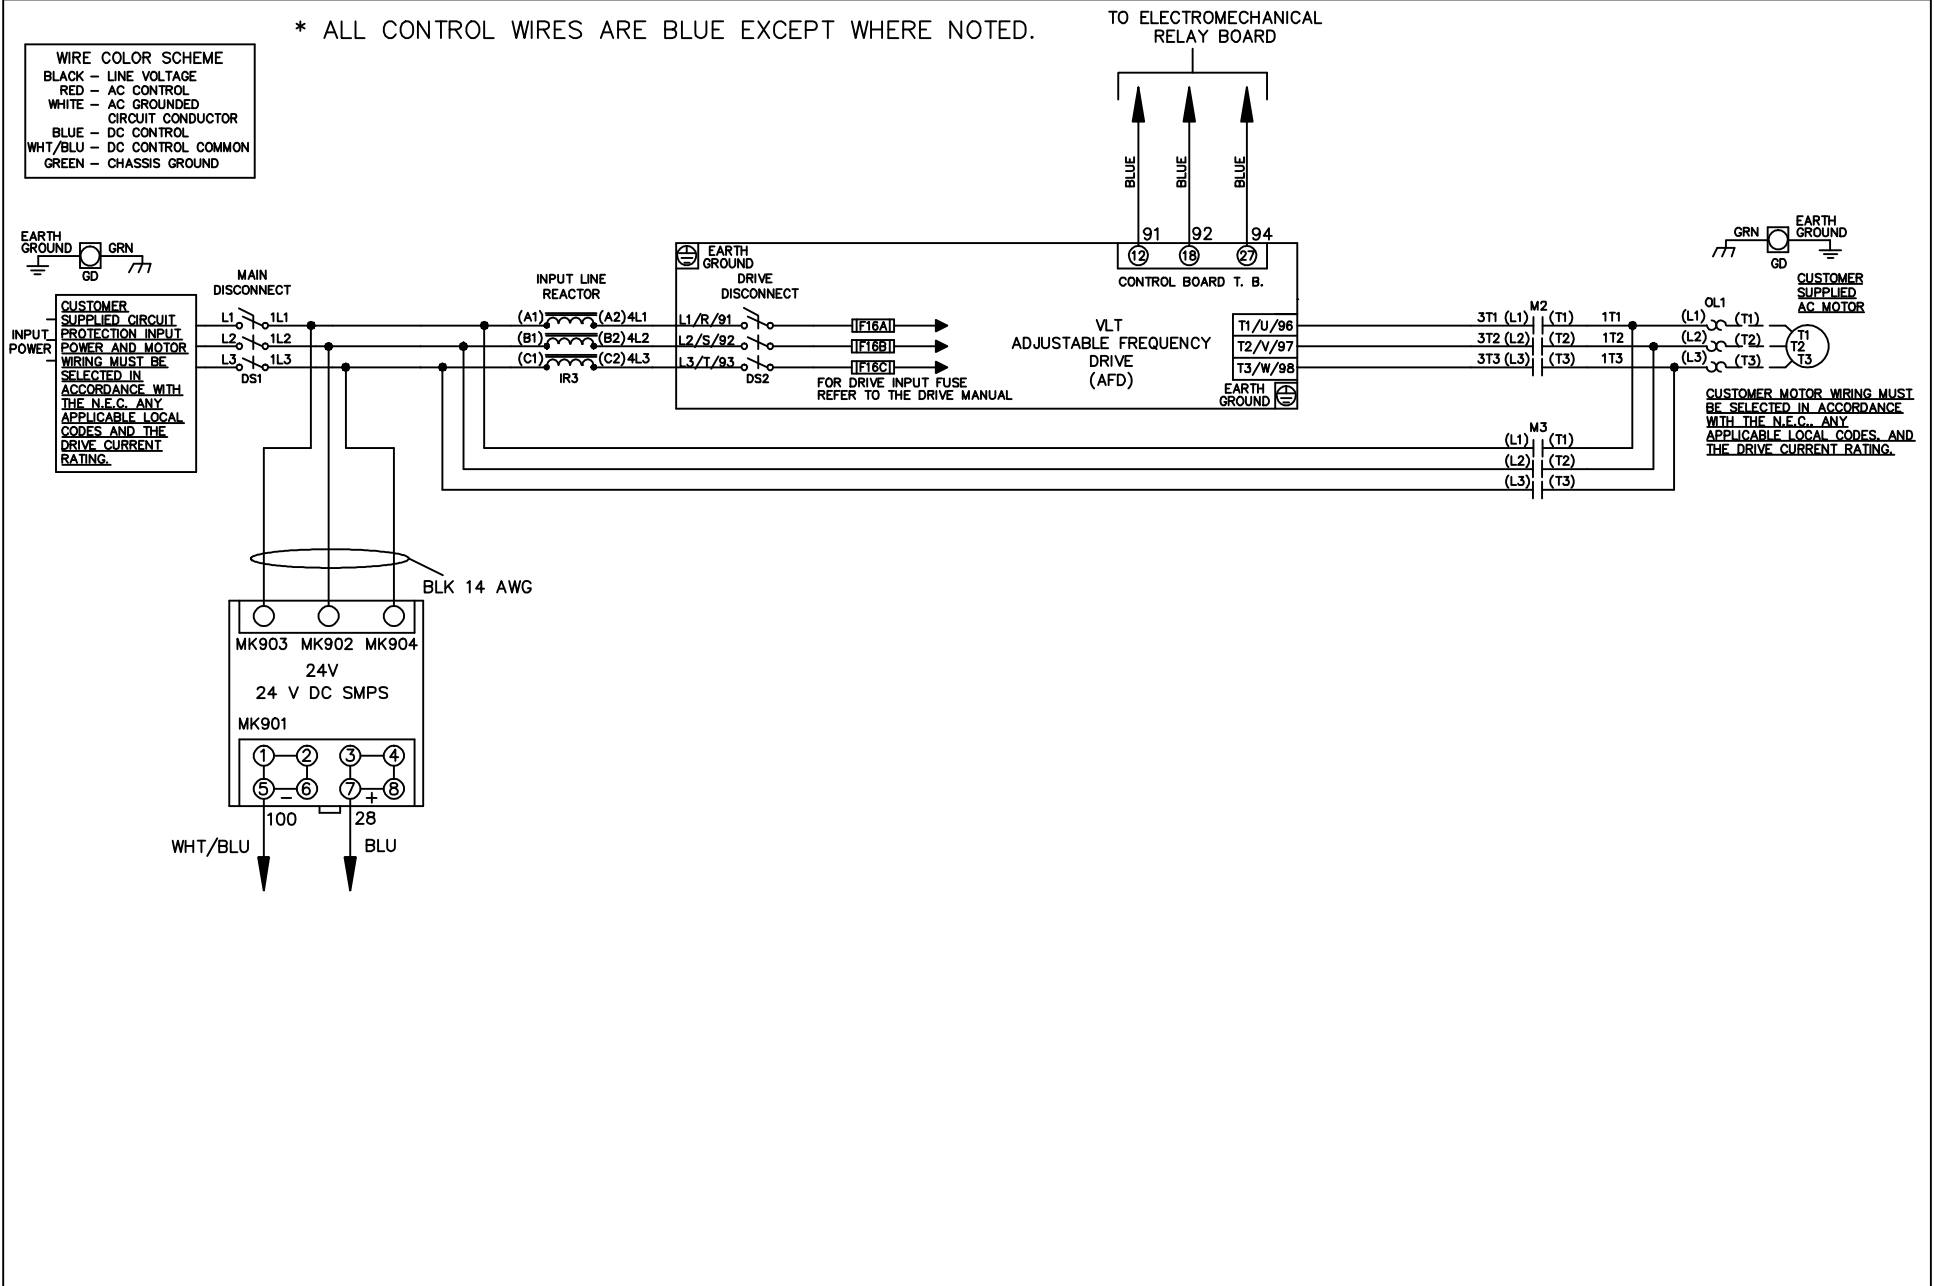 * ALL CONTROL WIRES ARE BLUE EXCEPT WHERE NOTED.
TO ELECTROMECHANICAL
RELAY BOARD
WIRE COLOR SCHEME
BLACK – LINE VOLTAGE
RED – AC CONTROL
WHITE – AC GROUNDED
CIRCUIT CONDUCTOR
BLUE – DC CONTROL
WHT/BLU – DC CONTROL COMMON
GREEN – CHASSIS GROUND
BLUE
BLUE
BLUE
91
92
94
12
18
27
CONTROL BOARD T. B.
EARTH
GROUND
GRN
GD
INPUT
POWER
CUSTOMER
SUPPLIED CIRCUIT
PROTECTION INPUT
POWER AND MOTOR
WIRING MUST BE
SELECTED IN
ACCORDANCE WITH
THE N.E.C. ANY
APPLICABLE LOCAL
CODES AND THE
DRIVE CURRENT
RATING.
MAIN
DISCONNECT
L1 1L1
L2 1L2
L3 1L3
DS1
INPUT LINE
REACTOR
(A1) (A2) 4L1
(B1) (B2) 4L2
(C1) (C2) 4L3
IR3
EARTH
GROUND
DRIVE
DISCONNECT
L1/R/91
L2/S/92
L3/T/93
DS2
F16A
F16B
F16C
FOR DRIVE INPUT FUSE
REFER TO THE DRIVE MANUAL
VLT
ADJUSTABLE FREQUENCY
DRIVE
(AFD)
T1/U/96
T2/V/97
T3/W/98
EARTH
GROUND
M2
3T1 (L1) (T1) 1T1
3T2 (L2) (T2) 1T2
3T3 (L3) (T3) 1T3
M3
(L1) (T1)
(L2) (T2)
(L3) (T3)
OL1
(L1) (T1)
(L2) (T2)
(L3) (T3)
T1
T2
T3
GRN
EARTH
GROUND
GD
CUSTOMER
SUPPLIED
AC MOTOR
CUSTOMER MOTOR WIRING MUST
BE SELECTED IN ACCORDANCE
WITH THE N.E.C., ANY
APPLICABLE LOCAL CODES, AND
THE DRIVE CURRENT RATING.
BLK 14 AWG
MK903 MK902 MK904
24V
24 V DC SMPS
MK901
1 2 3 4
5 6 7 8
– +
100
28
WHT/BLU
BLU